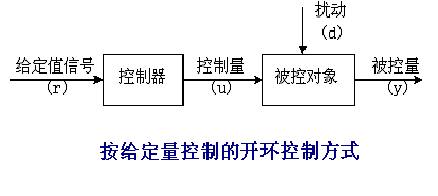 扰动
(d)
给定值信号
(r)
控制器
控制量
(u)
被控对象
被控量
(y)
按给定量控制的开环控制方式